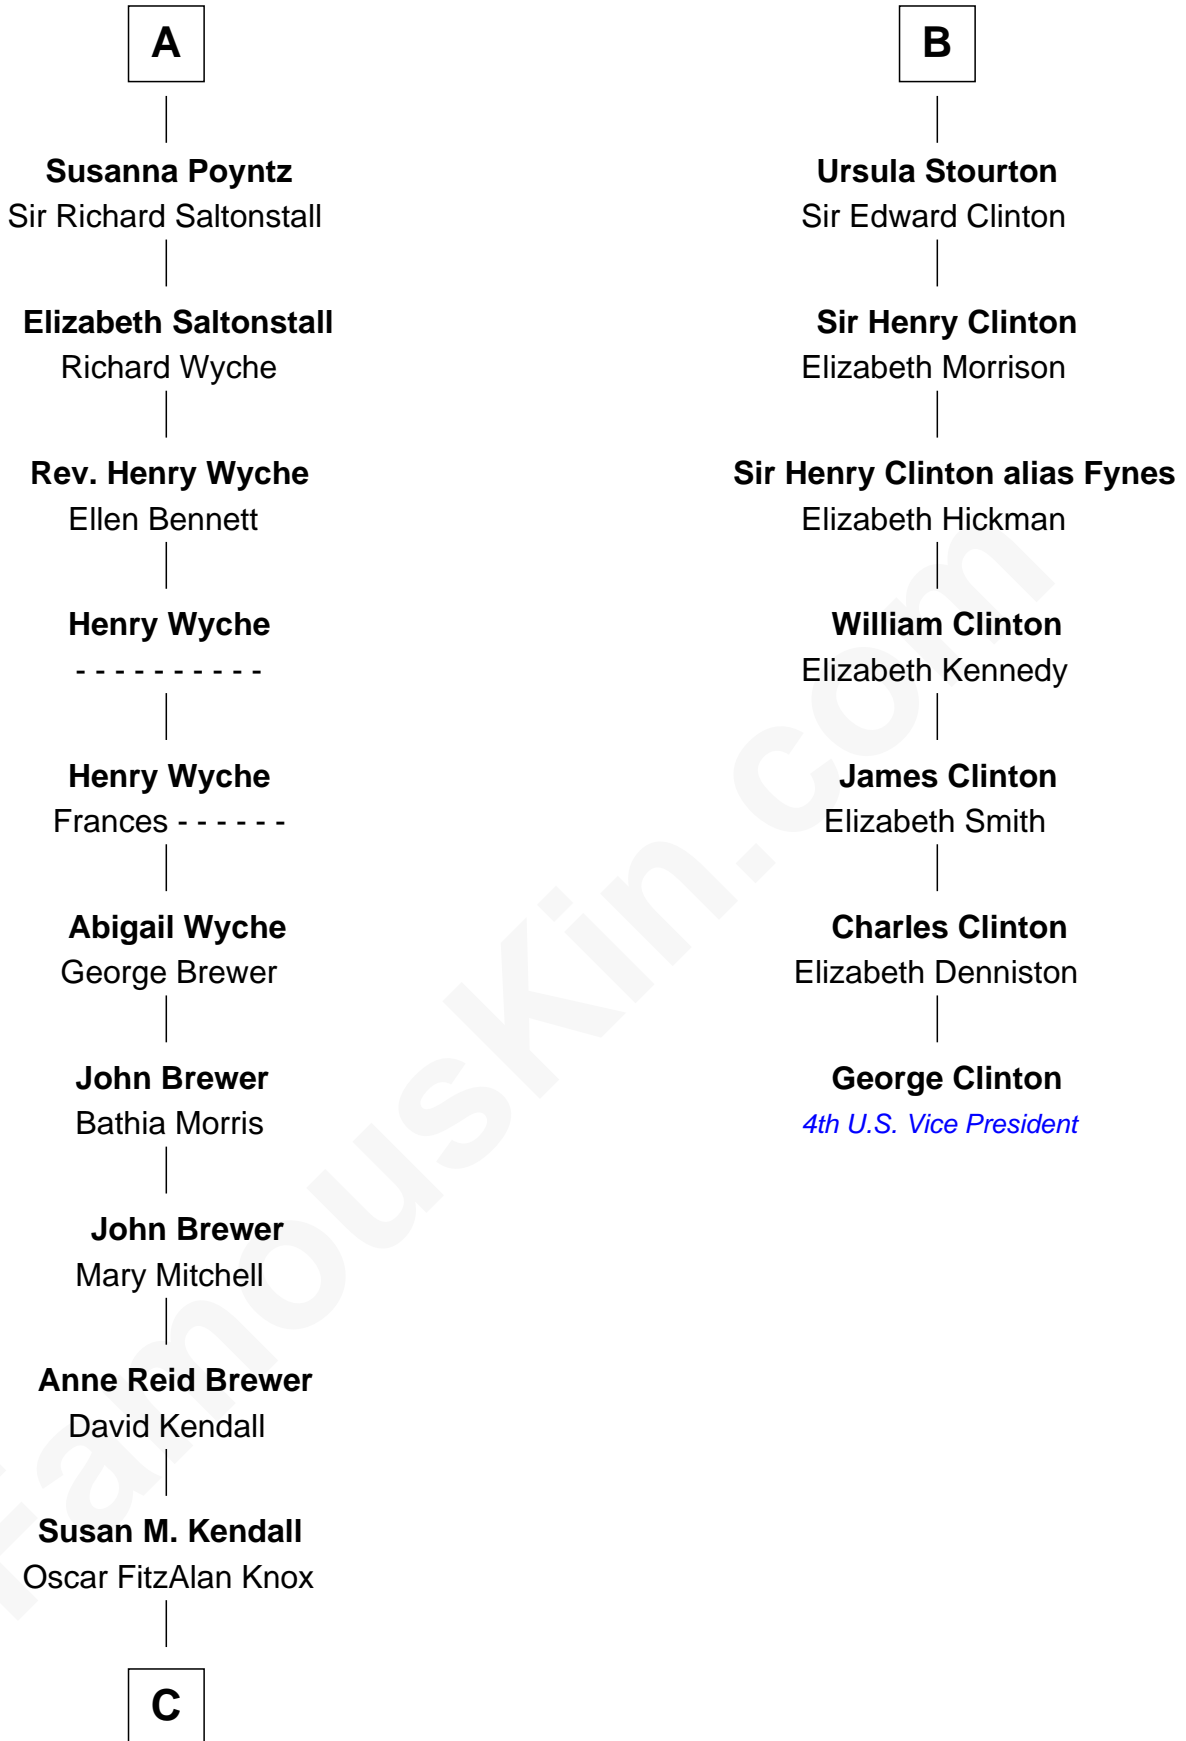 A
Susanna Poyntz
Sir Richard Saltonstall
Elizabeth Saltonstall
Richard Wyche
Rev. Henry Wyche
Ellen Bennett
Henry Wyche
- - - - - - - - - -
Henry Wyche
Frances - - - - - -
Abigail Wyche
George Brewer
John Brewer
Bathia Morris
John Brewer
Mary Mitchell
Anne Reid Brewer
David Kendall
Susan M. Kendall
Oscar FitzAlan Knox
C
B
Ursula Stourton
Sir Edward Clinton
Sir Henry Clinton
Elizabeth Morrison
Sir Henry Clinton alias Fynes
Elizabeth Hickman
William Clinton
Elizabeth Kennedy
James Clinton
Elizabeth Smith
Charles Clinton
Elizabeth Denniston
George Clinton
4th U.S. Vice President
FamousKin.com